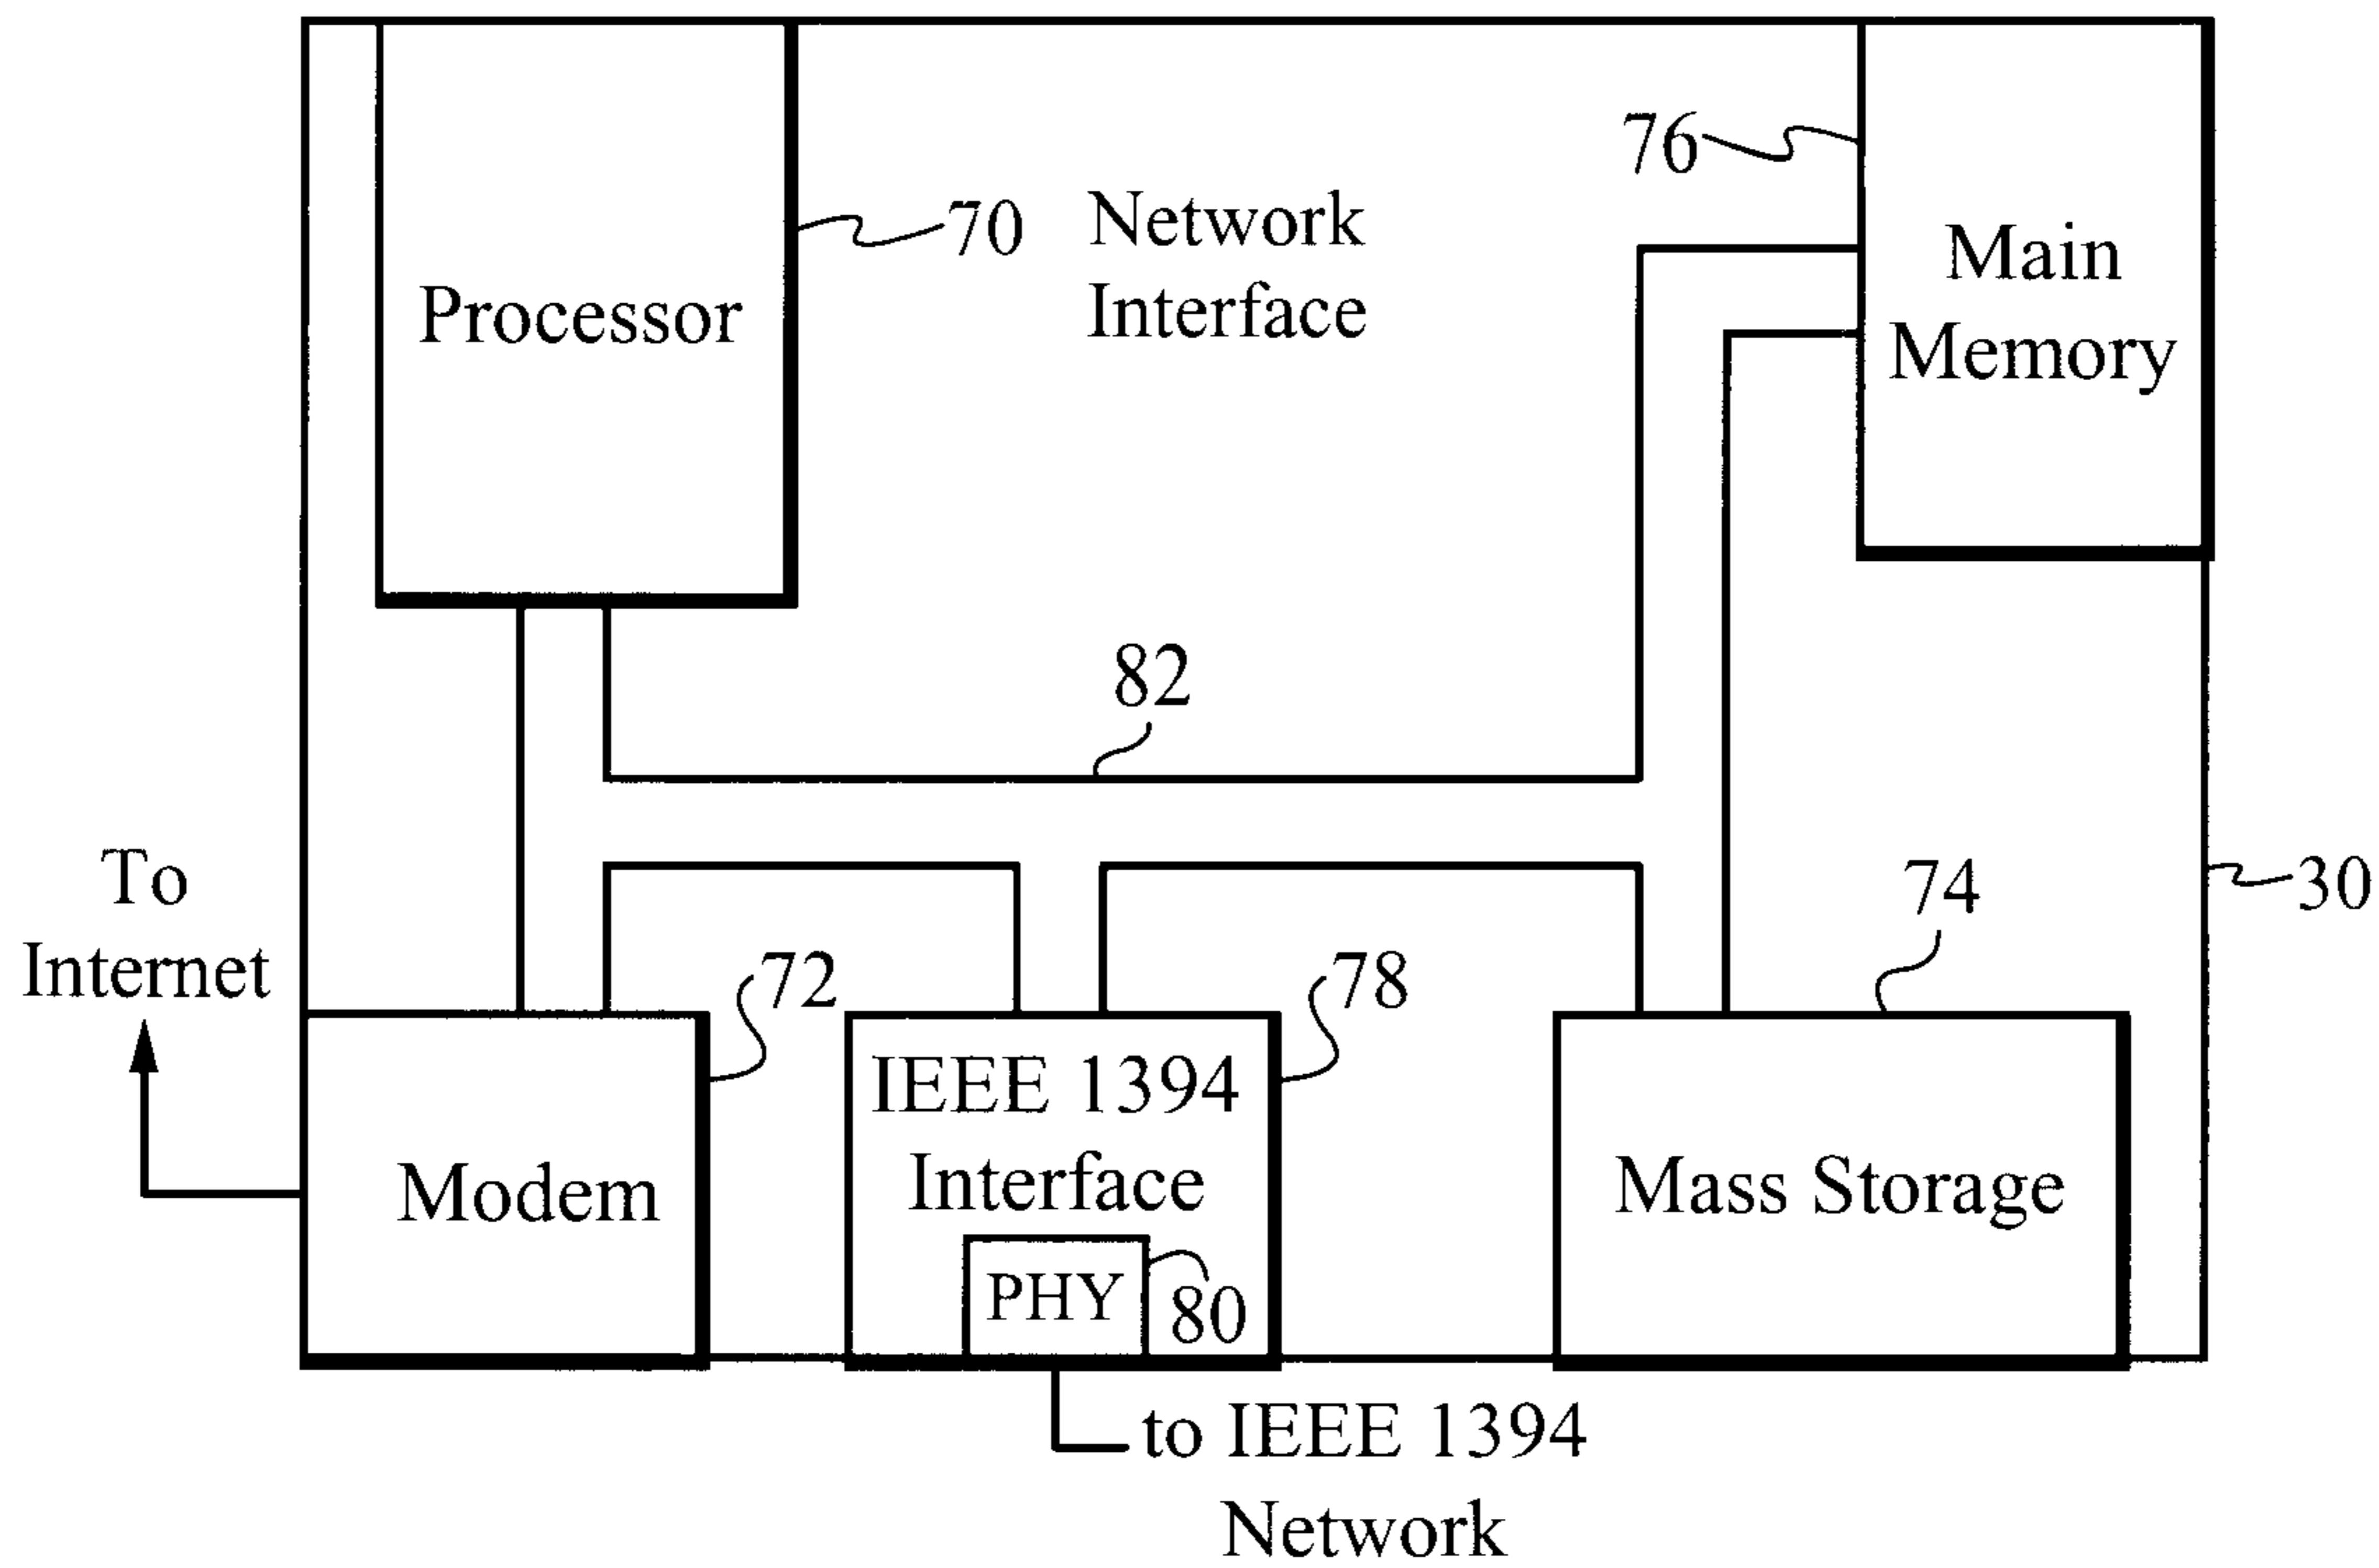 76
70
Network
Interface
Main
Memory
Processor
82
To
Internet
74
30
72
78
IEEE 1394
Interface
Modem
Mass Storage
PHY
80
to IEEE 1394
Network